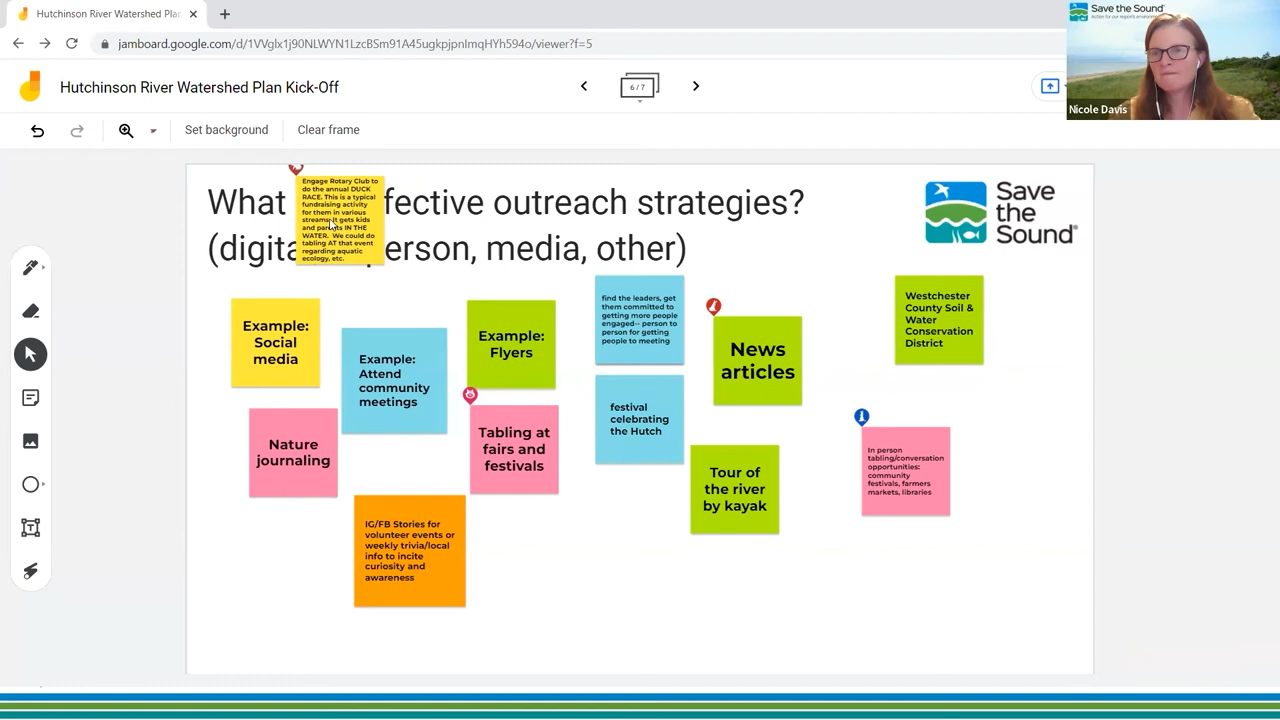 Hutchinson River Watershed Plan
jamboard.google.com/d/1VVglx1j90NLWYN1LzcBSm91A45ugkpjpnImqHYh594o/viewer?f=5
Save the Sound
Action for our region's environment
Nicole Davis
Hutchinson River Watershed Plan Kick-Off
6 / 7
Set background
Clear frame
What
fective outreach strategies?
(digita
person, media, other)
Engage Rotary Club to
do the annual DUCK
RACE. This is a typical
fundraising activity
for them in various
streams. It gets kids
and parents IN THE
WATER. We could do
tabling AT that event
regarding aquatic
ecology, etc.
Save
the
Sound®
Example:
Social
media
Example:
Attend
community
meetings
Example:
Flyers
find the leaders, get
them committed to
getting more people
engaged-- person to
person for getting
people to meeting
News
articles
Westchester
County Soil &
Water
Conservation
District
Nature
journaling
Tabling at
fairs and
festivals
festival
celebrating
the Hutch
Tour of
the river
by kayak
In person
tabling/conversation
opportunities:
community
festivals, farmers
markets, libraries
IG/FB Stories for
volunteer events or
weekly trivia/local
info to incite
curiosity and
awareness